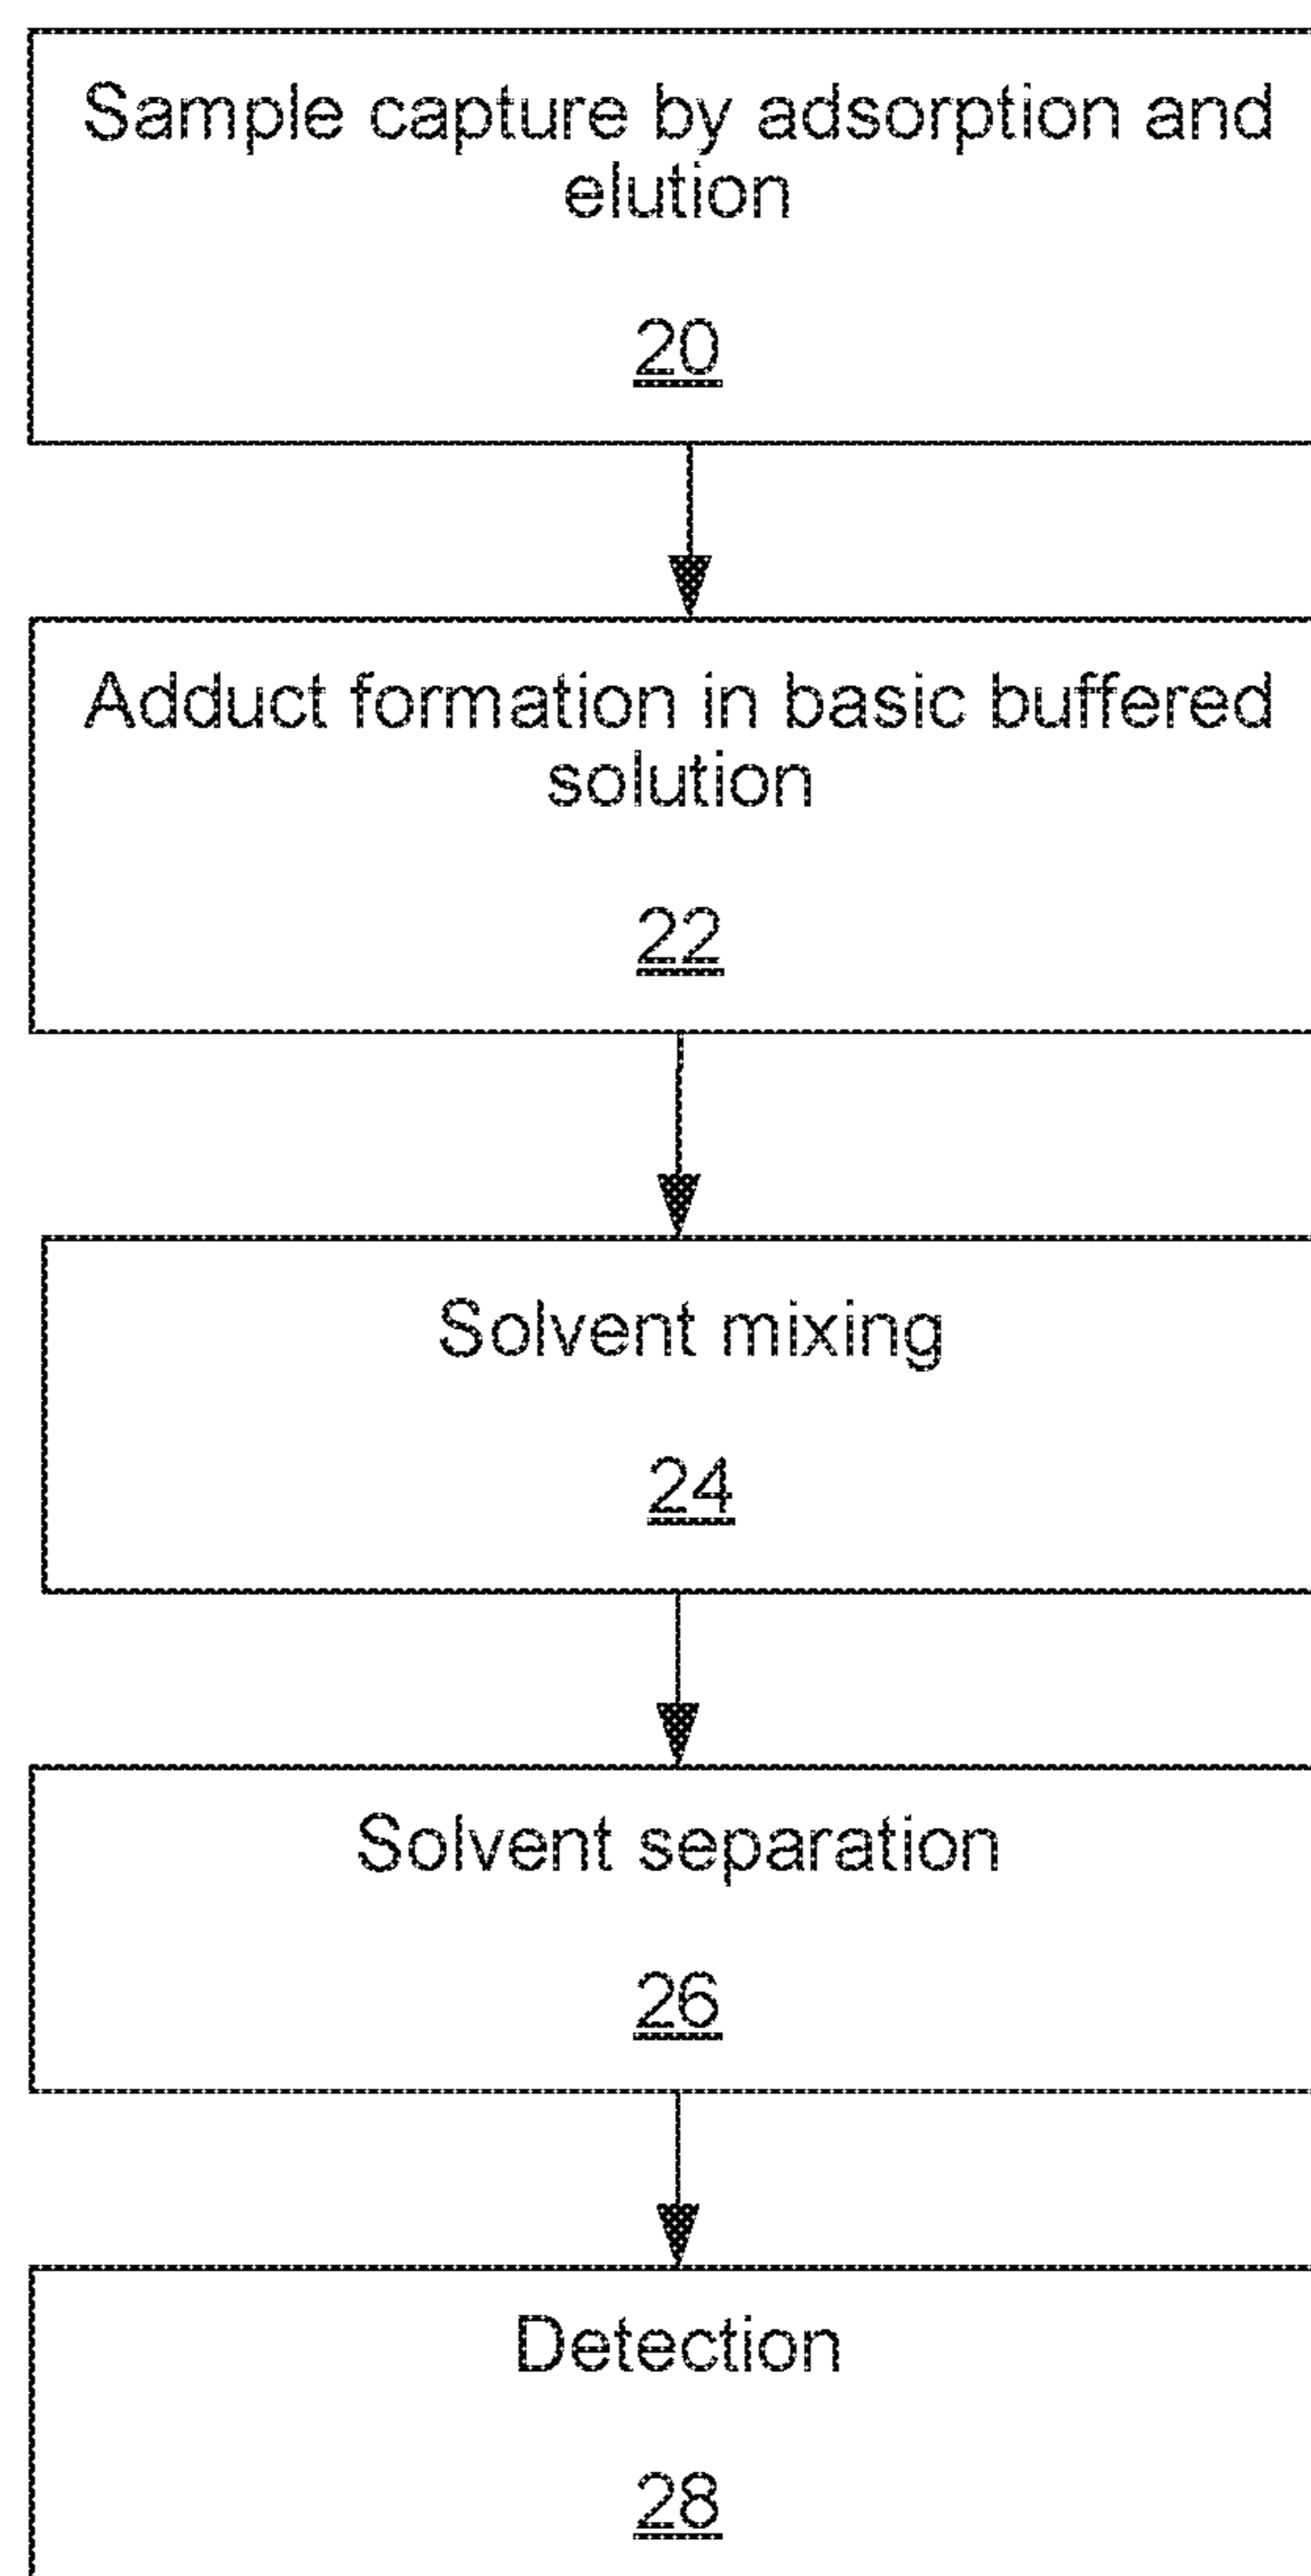 Sample capture by adsorption and
elution
20
Adduct formation in basic buffered
solution
22
Solvent mixing
24
Solvent separation
26
Detection
28